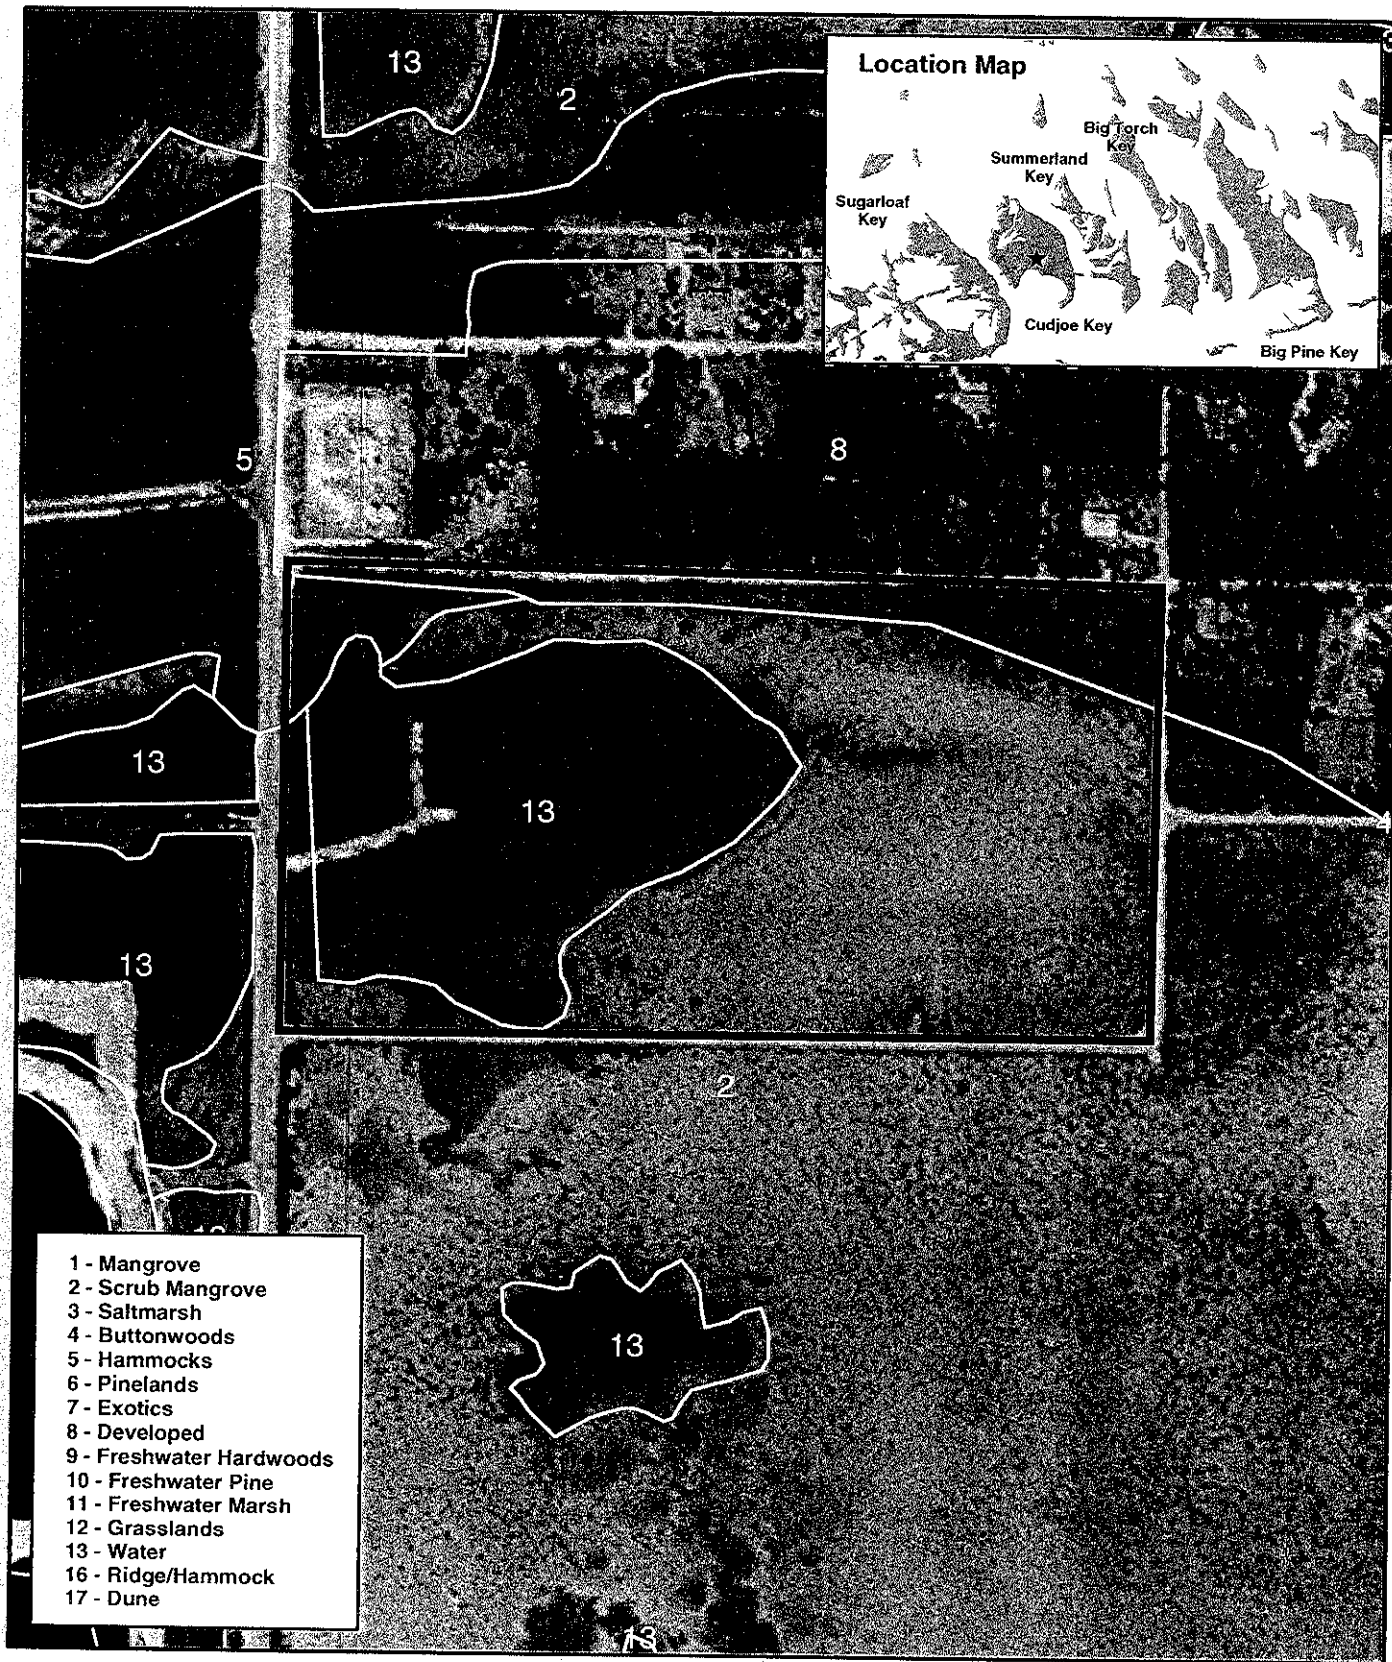 13
2
Location Map
Big Torch
Key
Summerland
Key
Sugarloaf
Key
Cudjoe Key
Big Pine Key
5
8
13
13
4
13
2
13
1 - Mangrove
2 - Scrub Mangrove
3 - Saltmarsh
4 - Buttonwoods
5 - Hammocks
6 - Pinelands
7 - Exotics
8 - Developed
9 - Freshwater Hardwoods
10 - Freshwater Pine
11 - Freshwater Marsh
12 - Grasslands
13 - Water
16 - Ridge/Hammock
17 - Dune
13